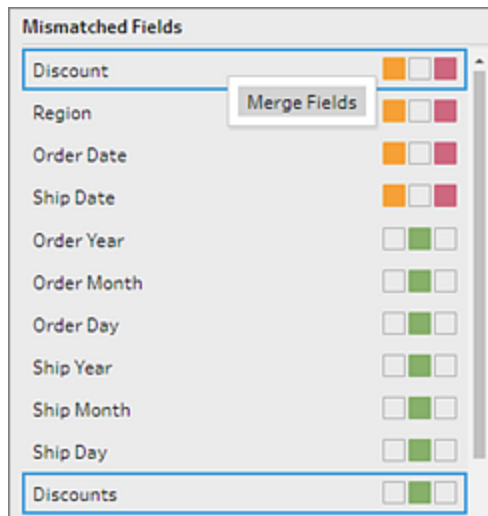 Mismatched Fields
Discount
Merge Fields
Region
Order Date
Ship Date
Order Year
Order Month
Order Day
Ship Year
Ship Month
Ship Day
Discounts